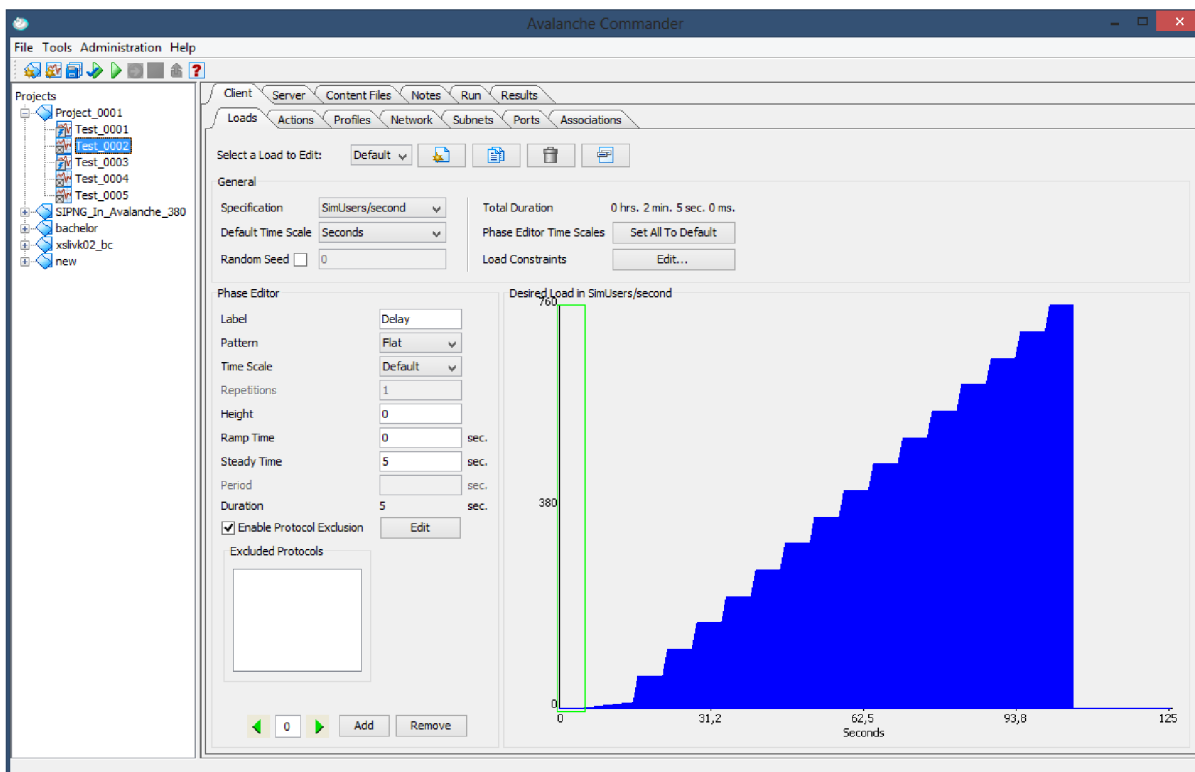 Avalanche Commander
File Tools Administration Help
Projects
Project_0001
Test_0001
Test_0002
Test_0003
Test_0004
Test_0005
SIPNG_In_Avalanche_380
bachelor
xslivk02_bc
new
Client Server Content Files Notes Run Results
Loads Actions Profiles Network Subnets Ports Associations
Select a Load to Edit: Default
General
Specification SimUsers/second
Default Time Scale Seconds
Random Seed 0
Total Duration 0 hrs. 2 min. 5 sec. 0 ms.
Phase Editor Time Scales Set All To Default
Load Constraints Edit...
Phase Editor
Label Delay
Pattern Flat
Time Scale Default
Repetitions 1
Height 0
Ramp Time 0 sec.
Steady Time 5 sec.
Period sec.
Duration 5 sec.
Enable Protocol Exclusion Edit
Excluded Protocols
0 Add Remove
Desired Load in SimUsers/second
760
380
0
0 31,2 62,5 93,8 125
Seconds